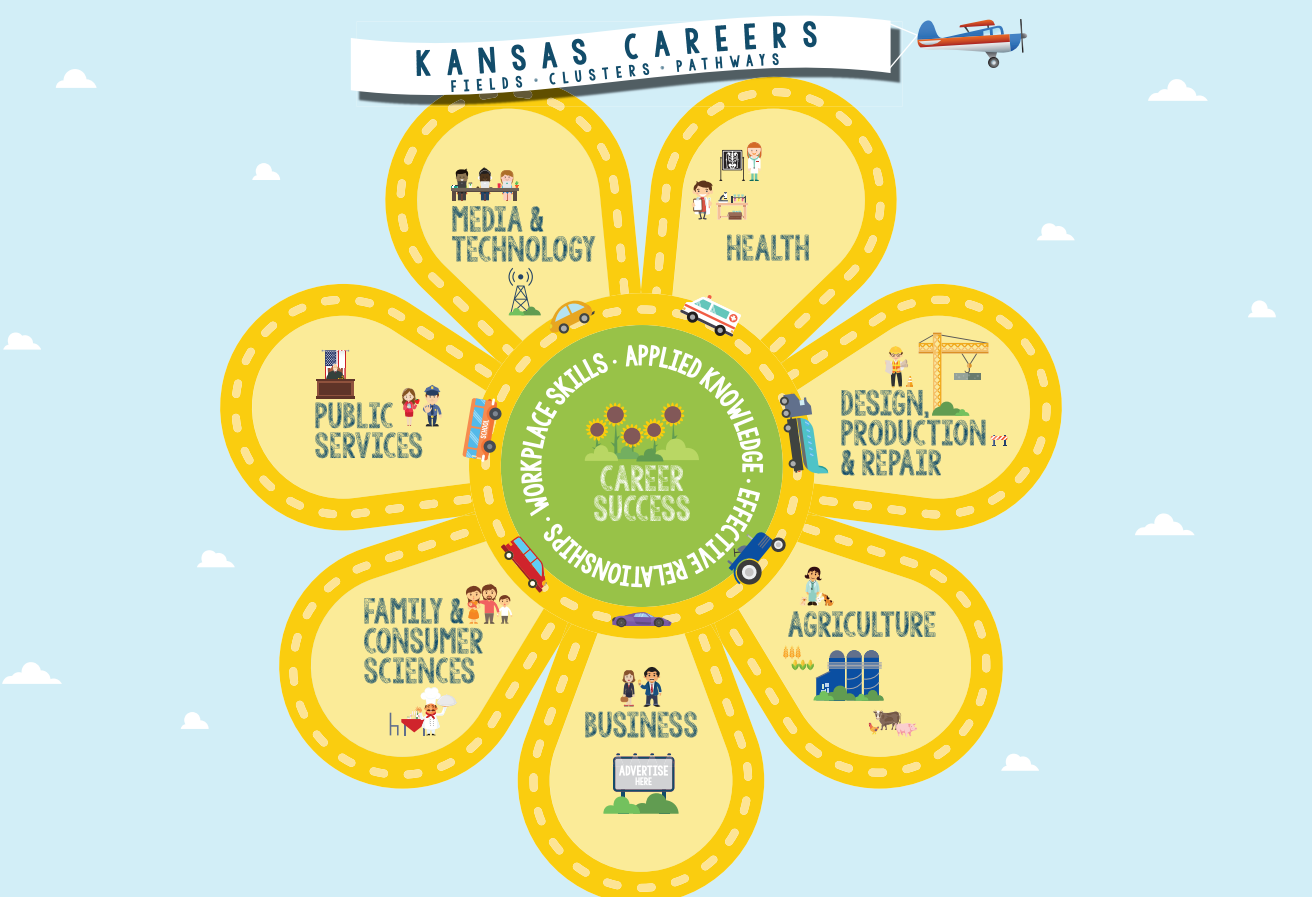 KANSAS CAREERS
FIELDS · CLUSTERS · PATHWAYS
MEDIA &
TECHNOLOGY
HEALTH
PUBLIC
SERVICES
DESIGN,
PRODUCTION
& REPAIR
SCHOOL
WORKPLACE SKILLS · APPLIED KNOWLEDGE · EFFECTIVE RELATIONSHIPS ·
CAREER
SUCCESS
FAMILY &
CONSUMER
SCIENCES
AGRICULTURE
BUSINESS
ADVERTISE
HERE